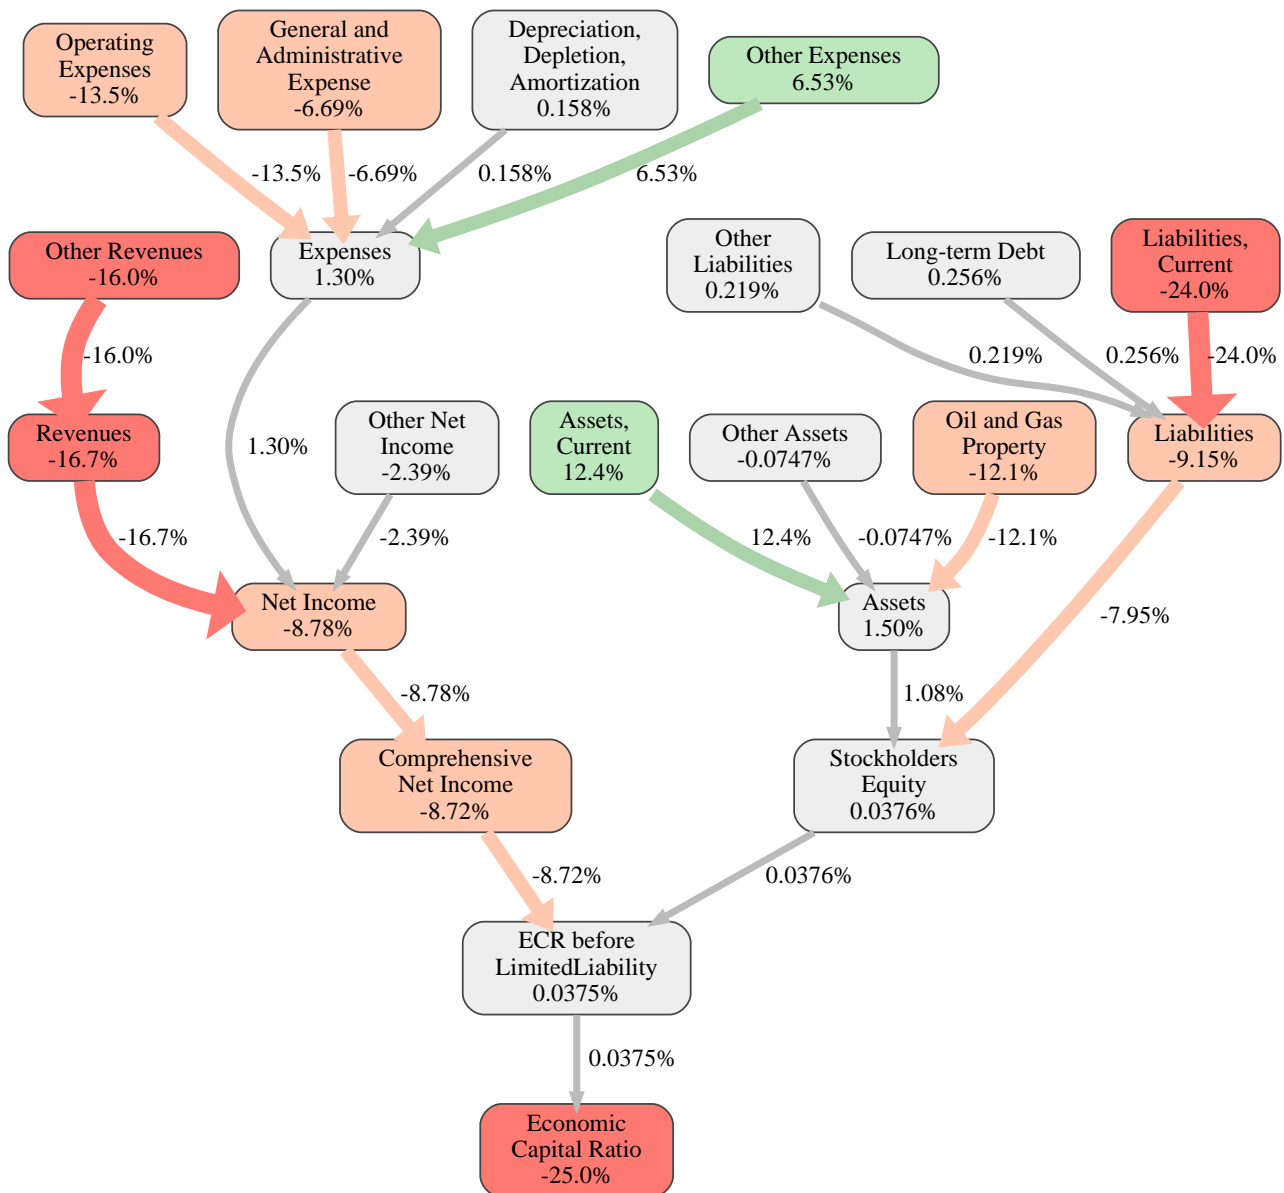 Operating
Expenses
-13.5%
General and
Administrative
Expense
-6.69%
Depreciation,
Depletion,
Amortization
0.158%
Other Expenses
6.53%
-13.5%
-6.69%
0.158%
6.53%
Other Revenues
-16.0%
Expenses
1.30%
Other
Liabilities
0.219%
Long-term Debt
0.256%
Liabilities,
Current
-24.0%
-16.0%
0.219%
0.256%
-24.0%
Revenues
-16.7%
1.30%
Other Net
Income
-2.39%
Assets,
Current
12.4%
Other Assets
-0.0747%
Oil and Gas
Property
-12.1%
Liabilities
-9.15%
-16.7%
-2.39%
12.4%
-0.0747%
-12.1%
Net Income
-8.78%
Assets
1.50%
-7.95%
-8.78%
1.08%
Comprehensive
Net Income
-8.72%
Stockholders
Equity
0.0376%
-8.72%
0.0376%
ECR before
LimitedLiability
0.0375%
0.0375%
Economic
Capital Ratio
-25.0%